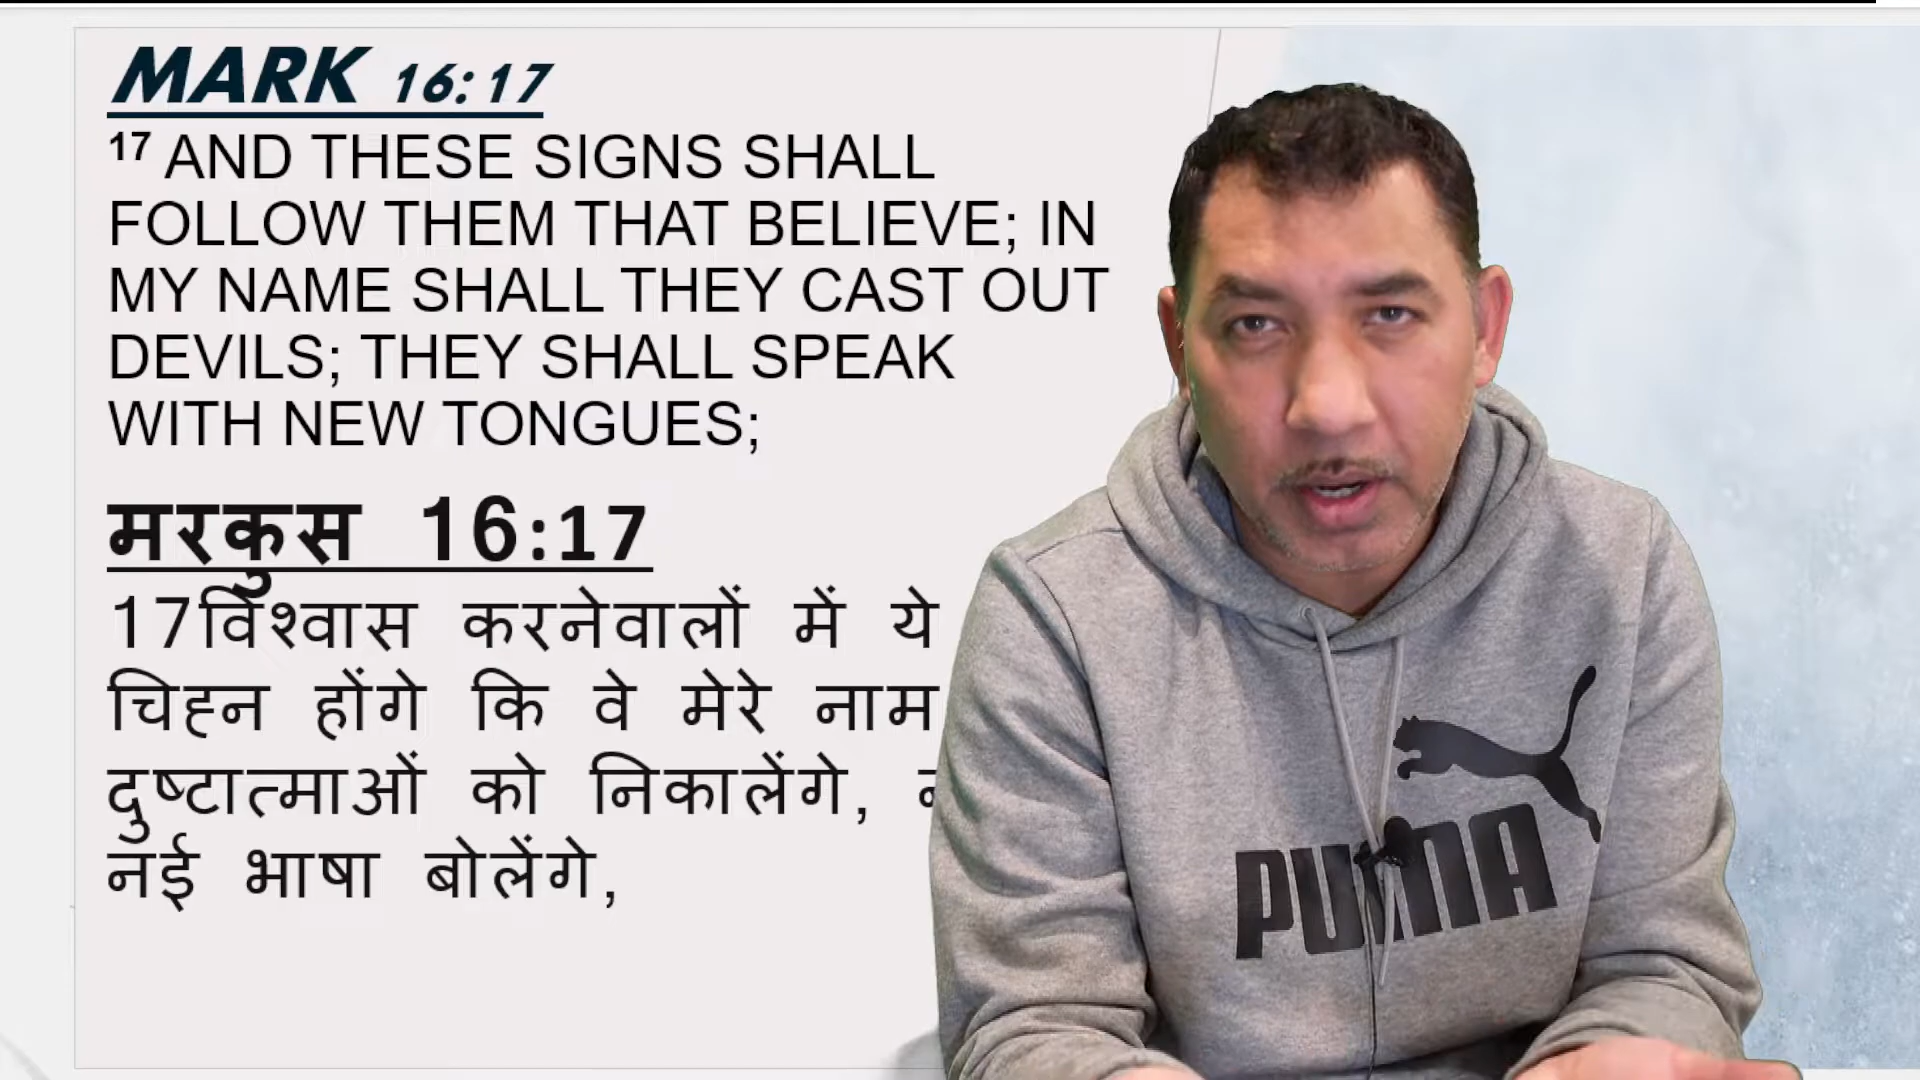 MARK 16:17
17 AND THESE SIGNS SHALL
FOLLOW THEM THAT BELIEVE; IN
MY NAME SHALL THEY CAST OUT
DEVILS; THEY SHALL SPEAK
WITH NEW TONGUES;
मरकुस 16:17
17विश्वास करनेवालों में ये
चिह्न होंगे कि वे मेरे नाम
दुष्टात्माओं को निकालेंगे,
नई भाषा बोलेंगे,
PUMA